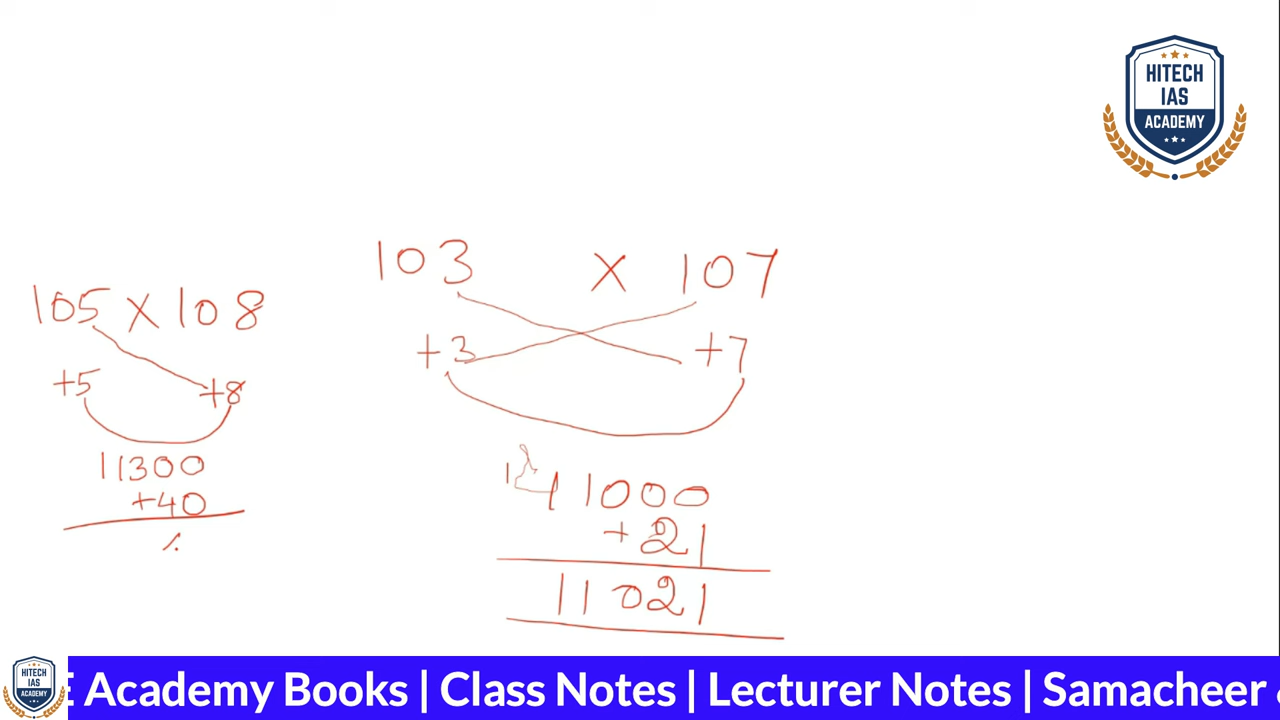 HITECH
IAS
ACADEMY
103 X 107
+3 +7
11000
+21
11021
105 X 108
+5 +8
11300
+40
HITECH
IAS
ACADEMY
Academy Books | Class Notes | Lecturer Notes | Samacheer